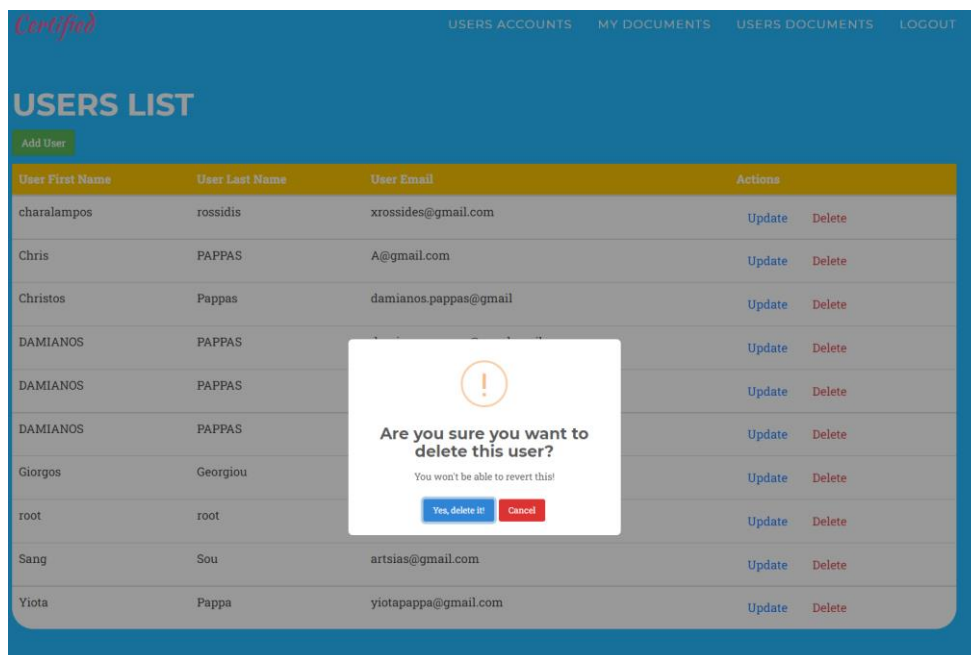 Certified
USERS ACCOUNTS MY DOCUMENTS USERS DOCUMENTS LOGOUT
USERS LIST
Add User
User First Name User Last Name User Email Actions
charalampos rossidis xrossides@gmail.com Update Delete
Chris PAPPAS A@gmail.com Update Delete
Christos Pappas damianos.pappas@gmail Update Delete
DAMIANOS PAPPAS Update Delete
DAMIANOS PAPPAS Update Delete
DAMIANOS PAPPAS Update Delete
Giorgos Georgiou Update Delete
root root Update Delete
Sang Sou artsias@gmail.com Update Delete
Yiota Pappa yiotapappa@gmail.com Update Delete
!
Are you sure you want to
delete this user?
You won't be able to revert this!
Yes, delete it! Cancel